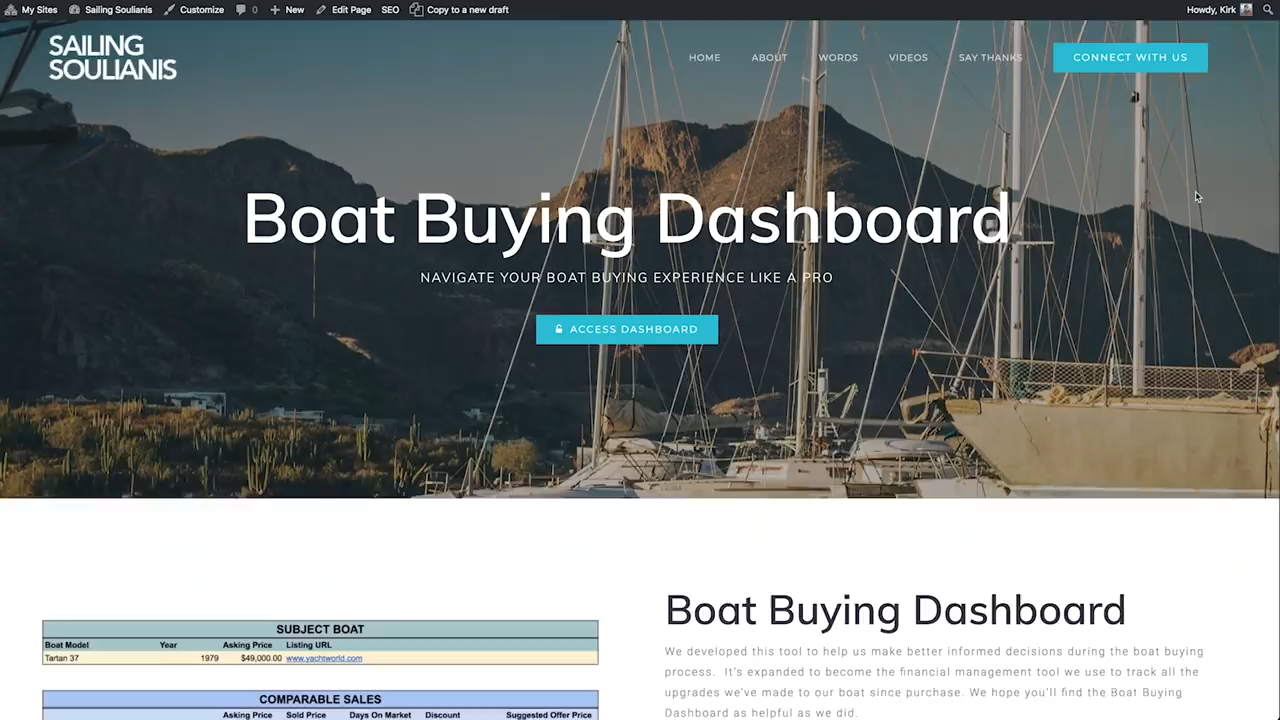 My Sites Sailing Soulianis Customize 0 New Edit Page SEO Copy to a new draft Howdy, Kirk
SAILING
SOULIANIS
HOME ABOUT WORDS VIDEOS SAY THANKS CONNECT WITH US
Boat Buying Dashboard
NAVIGATE YOUR BOAT BUYING EXPERIENCE LIKE A PRO
ACCESS DASHBOARD
SUBJECT BOAT
Boat Model Year Asking Price Listing URL
Tartan 37 1979 $49,000.00 www.yachtworld.com
COMPARABLE SALES
Asking Price Sold Price Days On Market Discount Suggested Offer Price
Boat Buying Dashboard
We developed this tool to help us make better informed decisions during the boat buying
process. It's expanded to become the financial management tool we use to track all the
upgrades we've made to our boat since purchase. We hope you'll find the Boat Buying
Dashboard as helpful as we did.